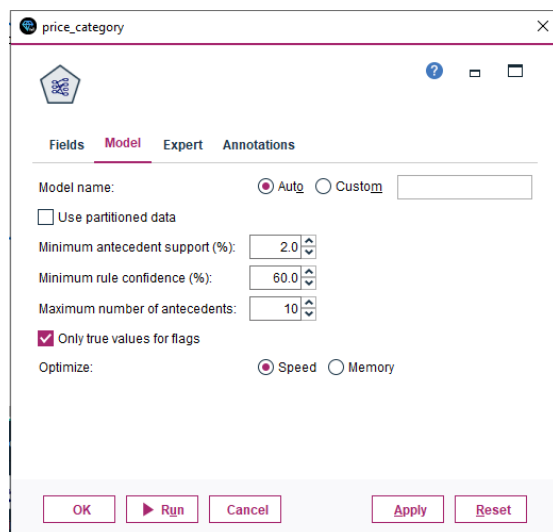 price_category
Fields Model Expert Annotations
Model name: Auto Custom
Use partitioned data
Minimum antecedent support (%): 2.0
Minimum rule confidence (%): 60.0
Maximum number of antecedents: 10
Only true values for flags
Optimize: Speed Memory
OK Run Cancel Apply Reset